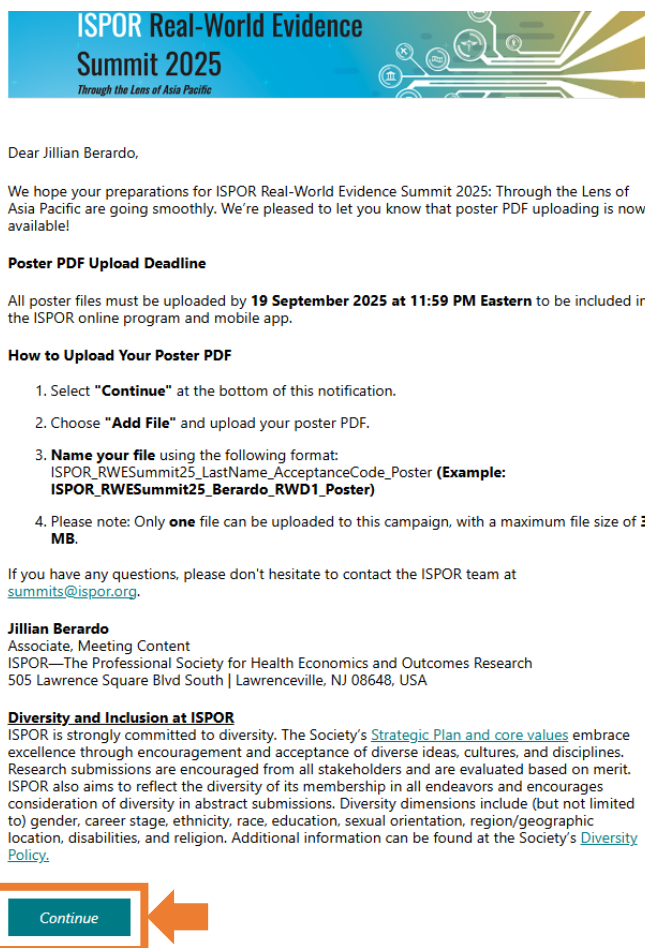 ISPOR Real-World Evidence
Summit 2025
Through the Lens of Asia Pacific
Dear Jillian Berardo,
We hope your preparations for ISPOR Real-World Evidence Summit 2025: Through the Lens of
Asia Pacific are going smoothly. We're pleased to let you know that poster PDF uploading is now
available!
Poster PDF Upload Deadline
All poster files must be uploaded by 19 September 2025 at 11:59 PM Eastern to be included in
the ISPOR online program and mobile app.
How to Upload Your Poster PDF
1. Select "Continue" at the bottom of this notification.
2. Choose "Add File" and upload your poster PDF.
3. Name your file using the following format:
ISPOR_RWESummit25_LastName_AcceptanceCode_Poster (Example:
ISPOR_RWESummit25_Berardo_RWD1_Poster)
4. Please note: Only one file can be uploaded to this campaign, with a maximum file size of
MB.
If you have any questions, please don't hesitate to contact the ISPOR team at
summits@ispor.org.
Jillian Berardo
Associate, Meeting Content
ISPOR—The Professional Society for Health Economics and Outcomes Research
505 Lawrence Square Blvd South | Lawrenceville, NJ 08648, USA
Diversity and Inclusion at ISPOR
ISPOR is strongly committed to diversity. The Society's Strategic Plan and core values embrace
excellence through encouragement and acceptance of diverse ideas, cultures, and disciplines.
Research submissions are encouraged from all stakeholders and are evaluated based on merit.
ISPOR also aims to reflect the diversity of its membership in all endeavors and encourages
consideration of diversity in abstract submissions. Diversity dimensions include (but not limited
to) gender, career stage, ethnicity, race, education, sexual orientation, region/geographic
location, disabilities, and religion. Additional information can be found at the Society's Diversity
Policy.
Continue